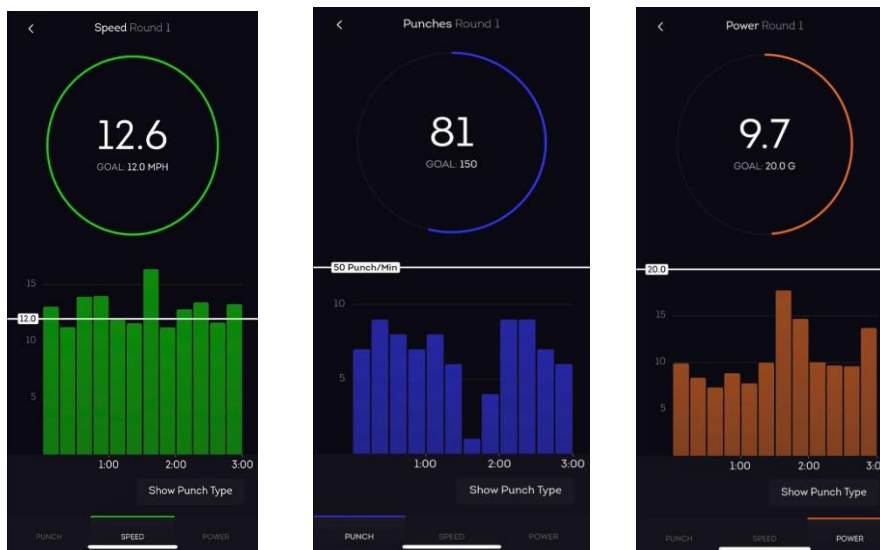 Speed Round 1
12.6
GOAL: 12.0 MPH
15
12.0
10
5
1:00 2:00 3:00
Show Punch Type
PUNCH SPEED POWER
Punches Round 1
81
GOAL: 150
50 Punch/Min
10
5
1:00 2:00 3:00
Show Punch Type
PUNCH SPEED POWER
Power Round 1
9.7
GOAL: 20.0 G
20.0
15
10
5
1:00 2:00 3:0
Show Punch Type
PUNCH SPEED POWER